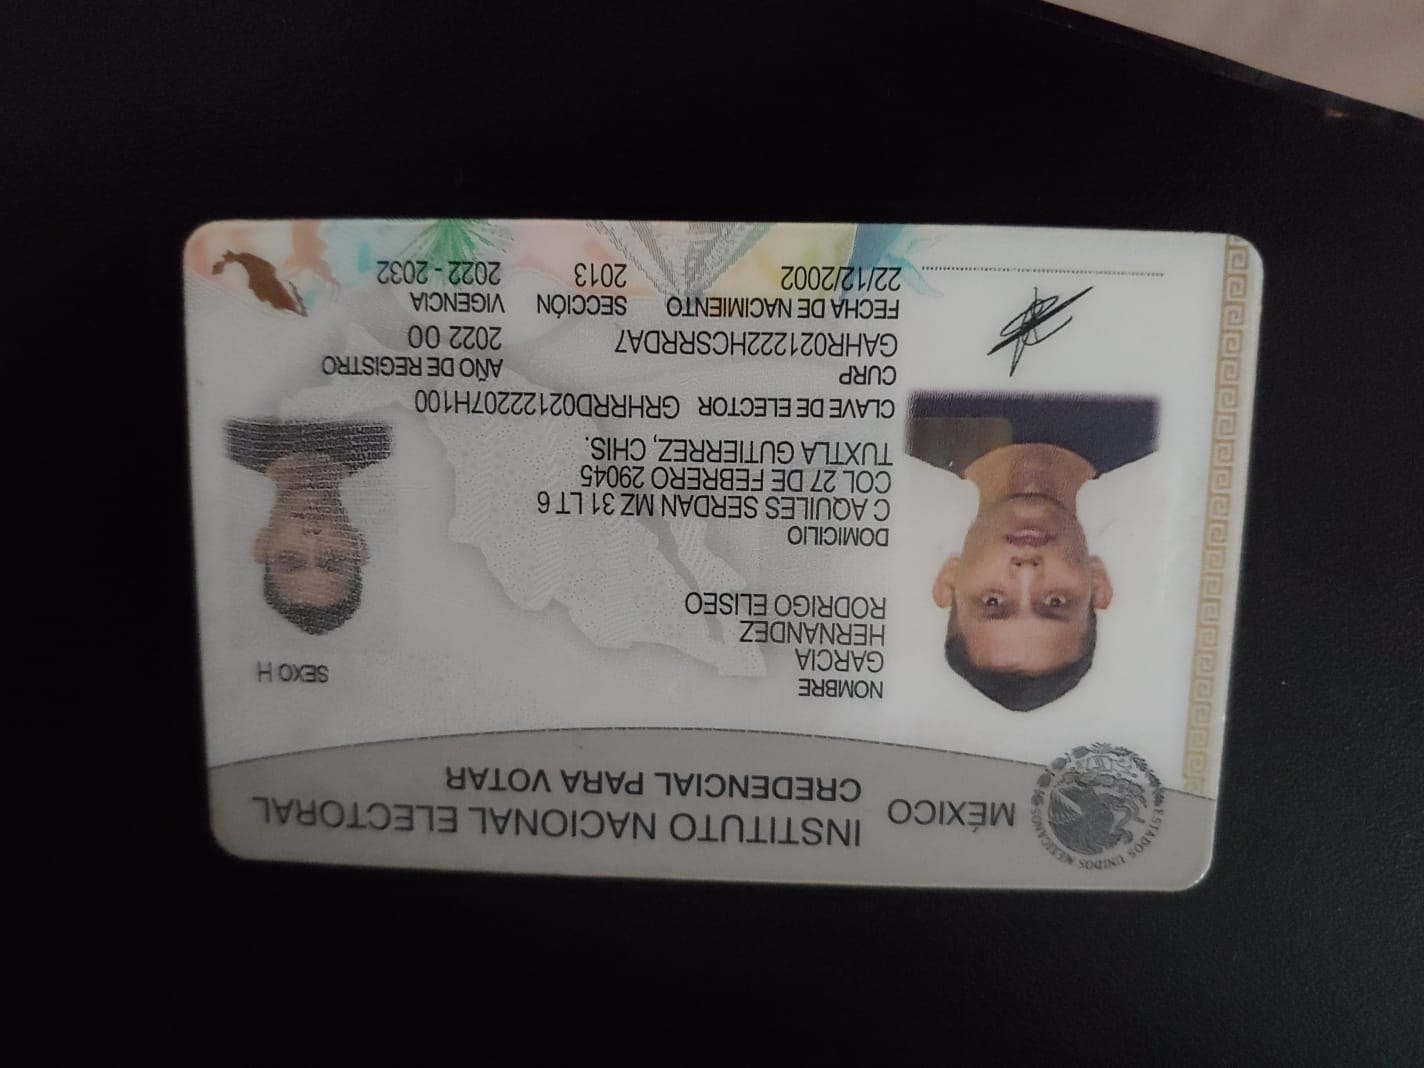 MÉXICO
INSTITUTO NACIONAL ELECTORAL
CREDENCIAL PARA VOTAR
ESTADOS UNIDOS MEXICANOS
NOMBRE
GARCIA
HERNANDEZ
RODRIGO ELISEO
SEXO H
DOMICILIO
C AQUILES SERDAN MZ 31 LT 6
COL 27 DE FEBRERO 29045
TUXTLA GUTIERREZ, CHIS.
CLAVE DE ELECTOR GRHRRD02122207H100
CURP
GAHR021222HCSRRDA7
AÑO DE REGISTRO
2022 00
FECHA DE NACIMIENTO
22/12/2002
SECCIÓN
2013
VIGENCIA
2022 - 2032